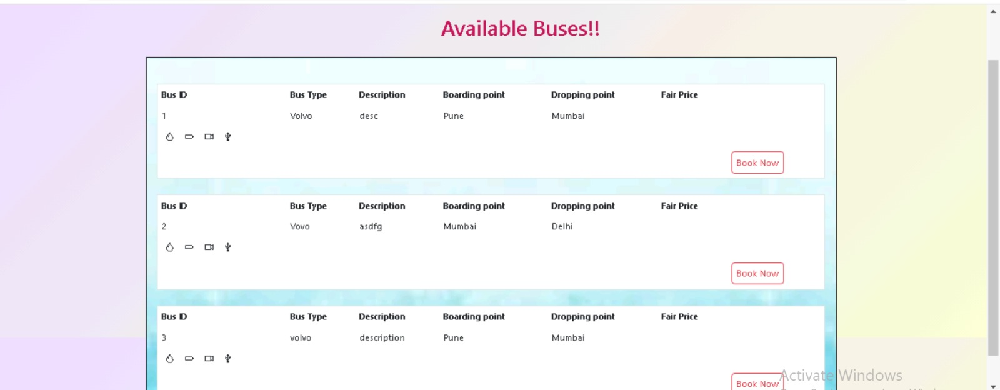 Available Buses!!
Bus ID Bus Type Description Boarding point Dropping point Fair Price
1 Volvo desc Pune Mumbai
Book Now
Bus ID Bus Type Description Boarding point Dropping point Fair Price
2 Vovo asdfg Mumbai Delhi
Book Now
Bus ID Bus Type Description Boarding point Dropping point Fair Price
3 volvo description Pune Mumbai
Book Now
Activate Windows